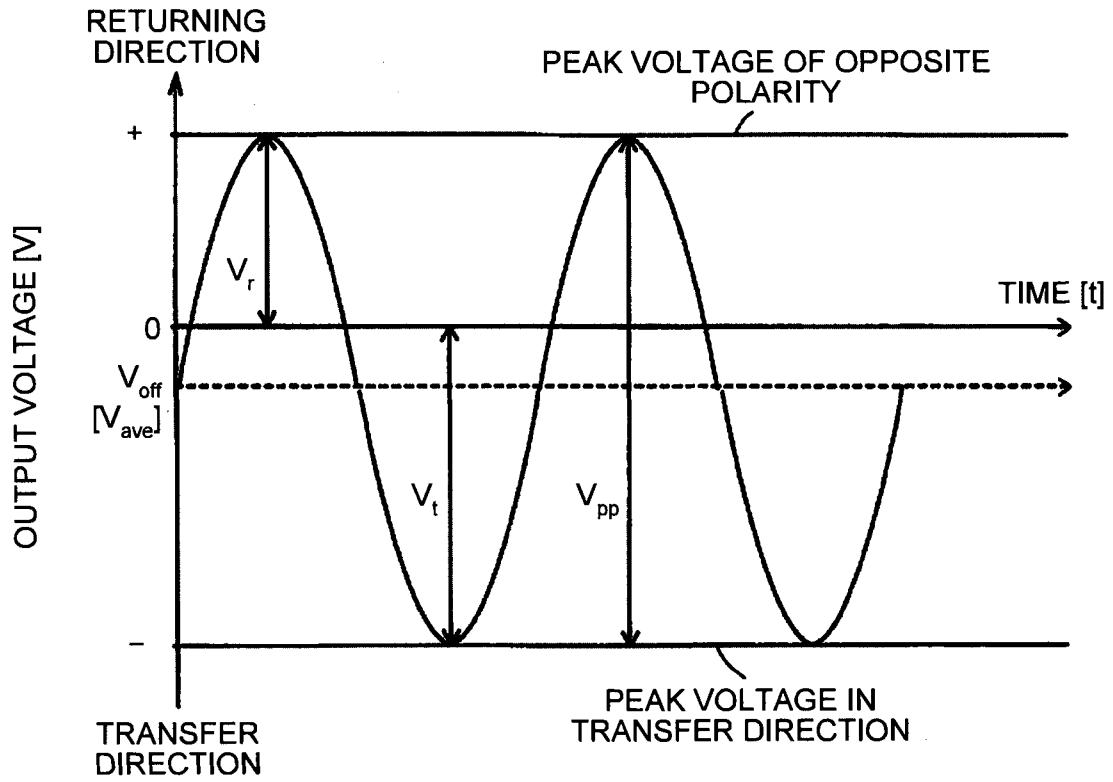 RETURNING
DIRECTION
PEAK VOLTAGE OF OPPOSITE
POLARITY
+
OUTPUT VOLTAGE [V]
Vr
TIME [t]
0
Voff
[Vave]
Vt
Vpp
−
PEAK VOLTAGE IN
TRANSFER DIRECTION
TRANSFER
DIRECTION